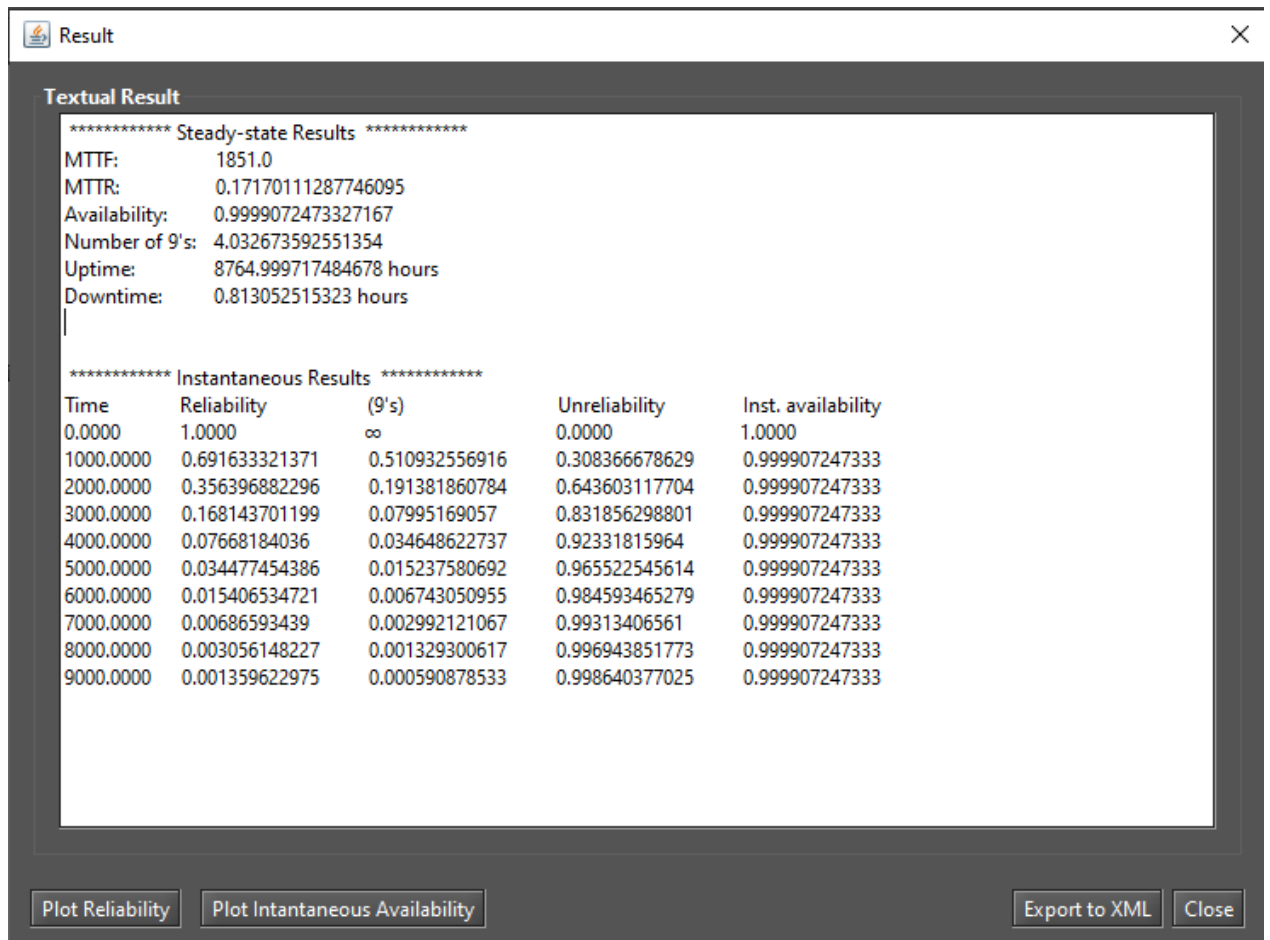 Result
Textual Result
************ Steady-state Results ************
MTTF: 1851.0
MTTR: 0.17170111287746095
Availability: 0.9999072473327167
Number of 9's: 4.032673592551354
Uptime: 8764.999717484678 hours
Downtime: 0.813052515323 hours
************ Instantaneous Results ************
Time Reliability (9's) Unreliability Inst. availability
0.0000 1.0000 ∞ 0.0000 1.0000
1000.0000 0.691633321371 0.510932556916 0.308366678629 0.999907247333
2000.0000 0.356396882296 0.191381860784 0.643603117704 0.999907247333
3000.0000 0.168143701199 0.07995169057 0.831856298801 0.999907247333
4000.0000 0.07668184036 0.034648622737 0.92331815964 0.999907247333
5000.0000 0.034477454386 0.015237580692 0.965522545614 0.999907247333
6000.0000 0.015406534721 0.006743050955 0.984593465279 0.999907247333
7000.0000 0.00686593439 0.002992121067 0.99313406561 0.999907247333
8000.0000 0.003056148227 0.001329300617 0.996943851773 0.999907247333
9000.0000 0.001359622975 0.000590878533 0.998640377025 0.999907247333
Plot Reliability Plot Intantaneous Availability Export to XML Close